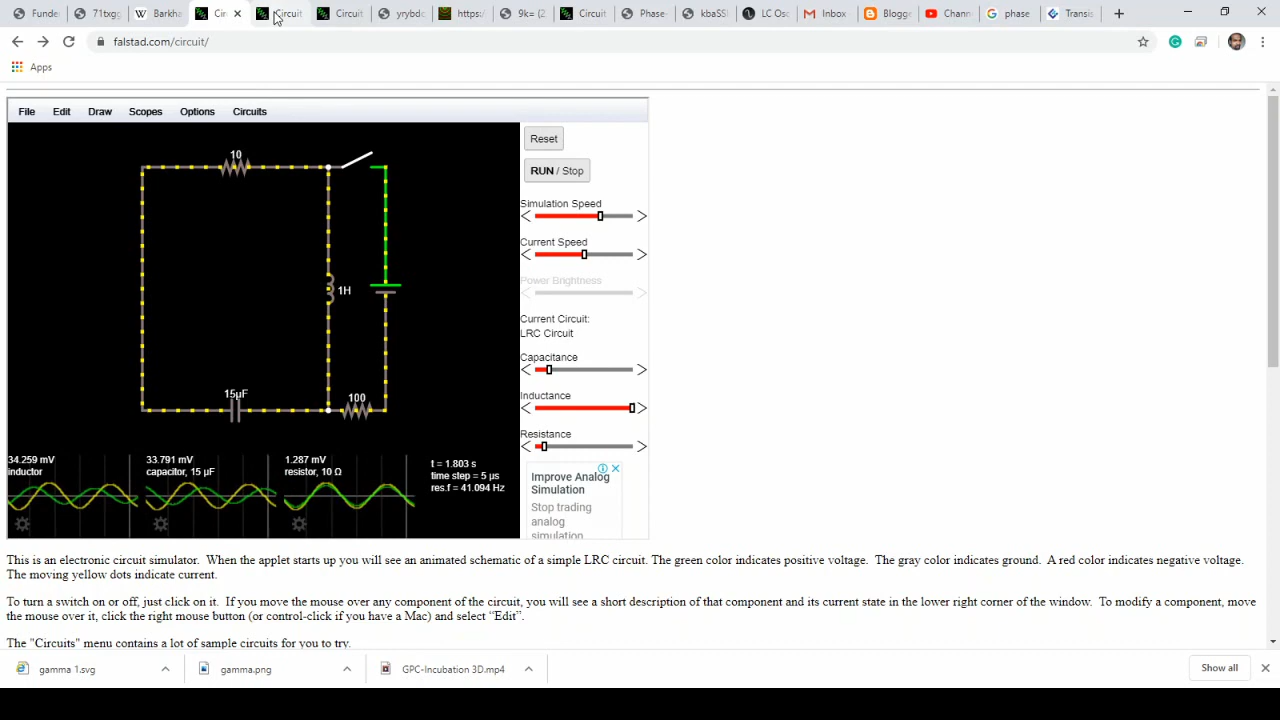 Funder
71txgg
Barkha
Cir
Circuit
Circuit
yrybdc
https:/
9k= (2
Circuit
Phase-
kbaSSI
LC Osc
Inbox
Blogge
Chann
phase
Transis
falstad.com/circuit/
Apps
File Edit Draw Scopes Options Circuits
10
1H
15µF
100
34.259 mV
inductor
33.791 mV
capacitor, 15 µF
1.287 mV
resistor, 10 Ω
t = 1.803 s
time step = 5 µs
res.f = 41.094 Hz
Reset
RUN / Stop
Simulation Speed
Current Speed
Power Brightness
Current Circuit:
LRC Circuit
Capacitance
Inductance
Resistance
Improve Analog
Simulation
Stop trading
analog
simulation
This is an electronic circuit simulator. When the applet starts up you will see an animated schematic of a simple LRC circuit. The green color indicates positive voltage. The gray color indicates ground. A red color indicates negative voltage.
The moving yellow dots indicate current.
To turn a switch on or off, just click on it. If you move the mouse over any component of the circuit, you will see a short description of that component and its current state in the lower right corner of the window. To modify a component, move
the mouse over it, click the right mouse button (or control-click if you have a Mac) and select “Edit”.
The "Circuits" menu contains a lot of sample circuits for you to try.
gamma 1.svg
gamma.png
GPC-Incubation 3D.mp4
Show all